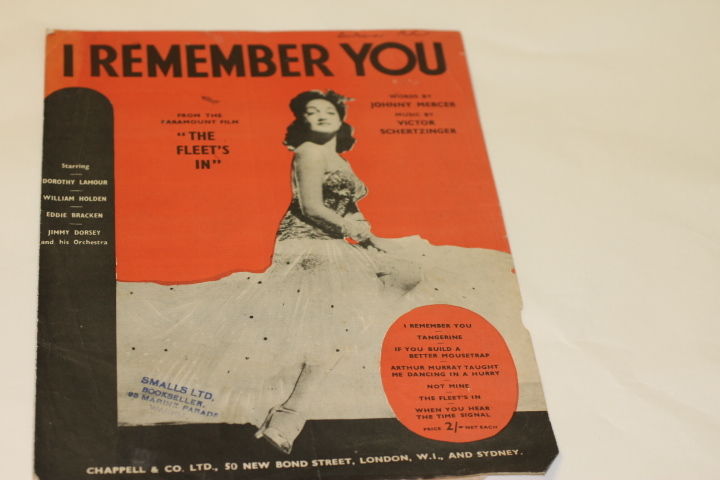 I REMEMBER YOU
WORDS BY
JOHNNY MERCER
MUSIC BY
VICTOR
SCHERTZINGER
FROM THE
PARAMOUNT FILM
"THE
FLEET'S
IN"
Starring
DOROTHY LAMOUR
WILLIAM HOLDEN
EDDIE BRACKEN
JIMMY DORSEY
and his Orchestra
I REMEMBER YOU
TANGERINE
IF YOU BUILD A
BETTER MOUSETRAP
ARTHUR MURRAY TAUGHT
ME DANCING IN A HURRY
NOT MINE
THE FLEET'S IN
WHEN YOU HEAR
THE TIME SIGNAL
PRICE 2/- NET EACH
SMALLS LTD,
BOOKSELLER,
MARINE PARADE
CHAPPELL & CO. LTD., 50 NEW BOND STREET, LONDON, W.I., AND SYDNEY.